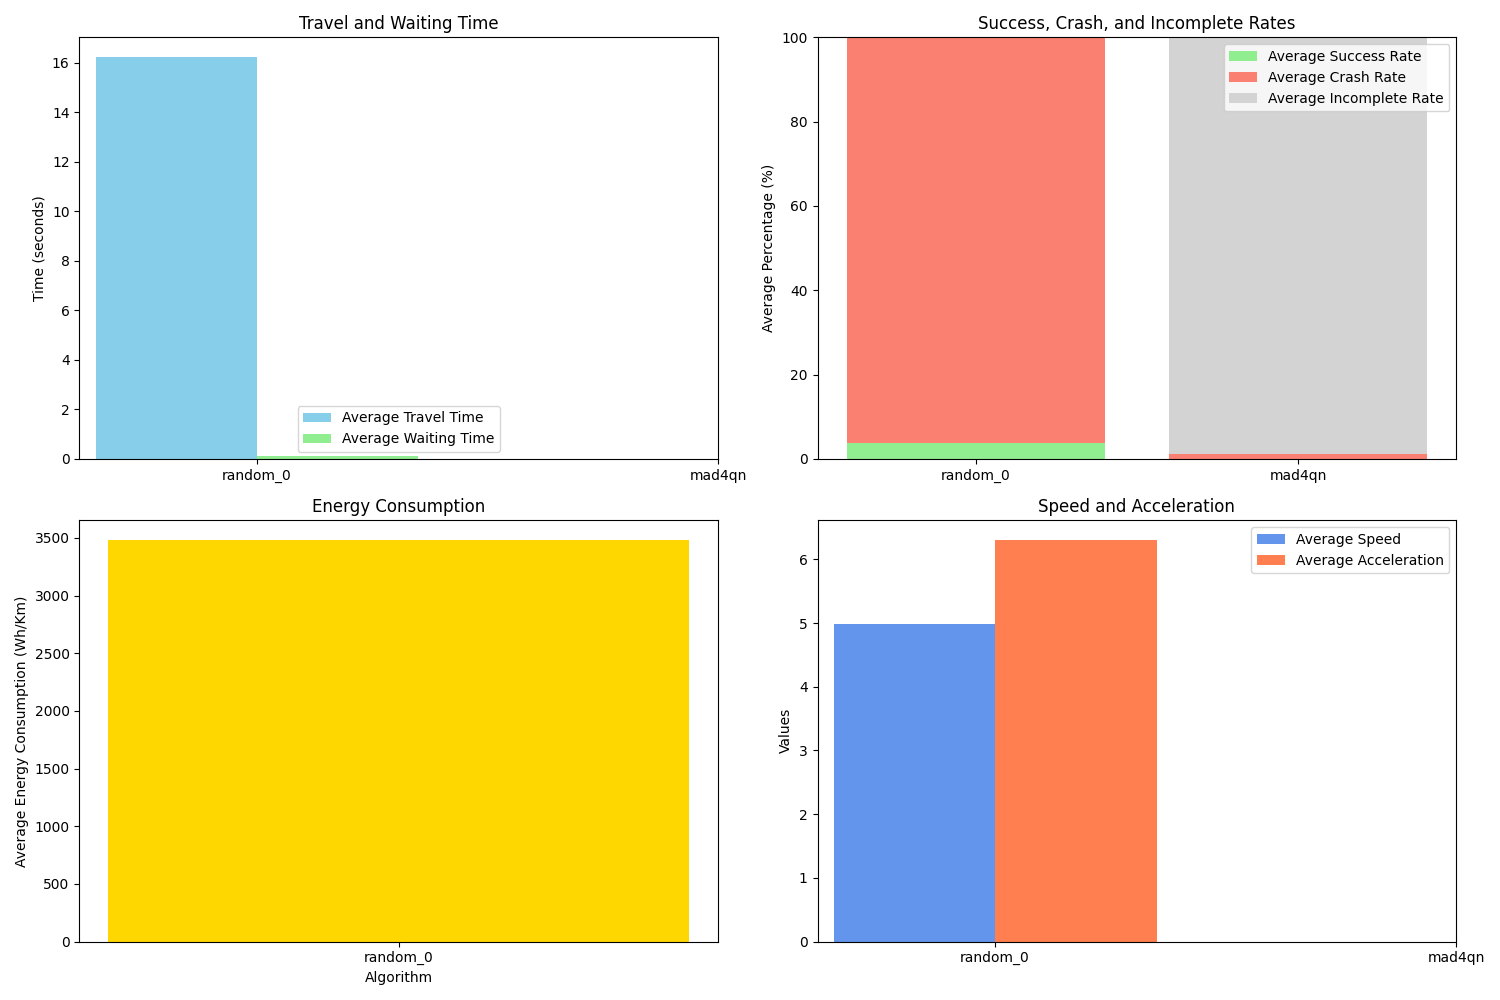 Travel and Waiting Time
Time (seconds)
16
14
12
10
8
6
4
2
0
Average Travel Time
Average Waiting Time
random_0
mad4qn
Success, Crash, and Incomplete Rates
Average Percentage (%)
100
80
60
40
20
0
Average Success Rate
Average Crash Rate
Average Incomplete Rate
random_0
mad4qn
Energy Consumption
Average Energy Consumption (Wh/Km)
3500
3000
2500
2000
1500
1000
500
0
random_0
Algorithm
Speed and Acceleration
Values
6
5
4
3
2
1
0
Average Speed
Average Acceleration
random_0
mad4qn